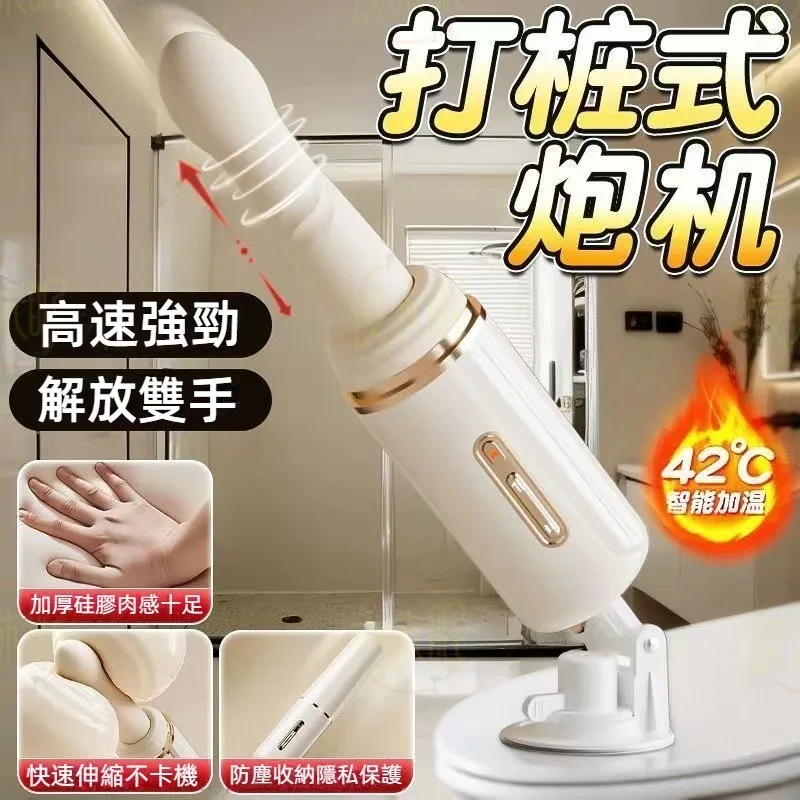 打桩式
炮机
高速強勁
解放雙手
42℃
智能加温
加厚硅膠肉感十足
快速伸縮不卡機
防塵收納隱私保護